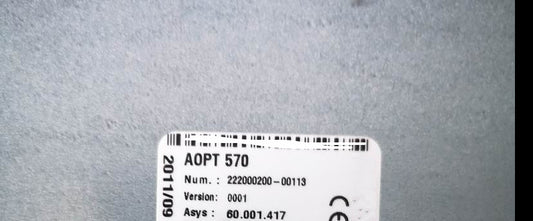 AOPT 570
Num. : 222000200-00113
Version: 0001
Asys : 60.001.417
2011/09
CE